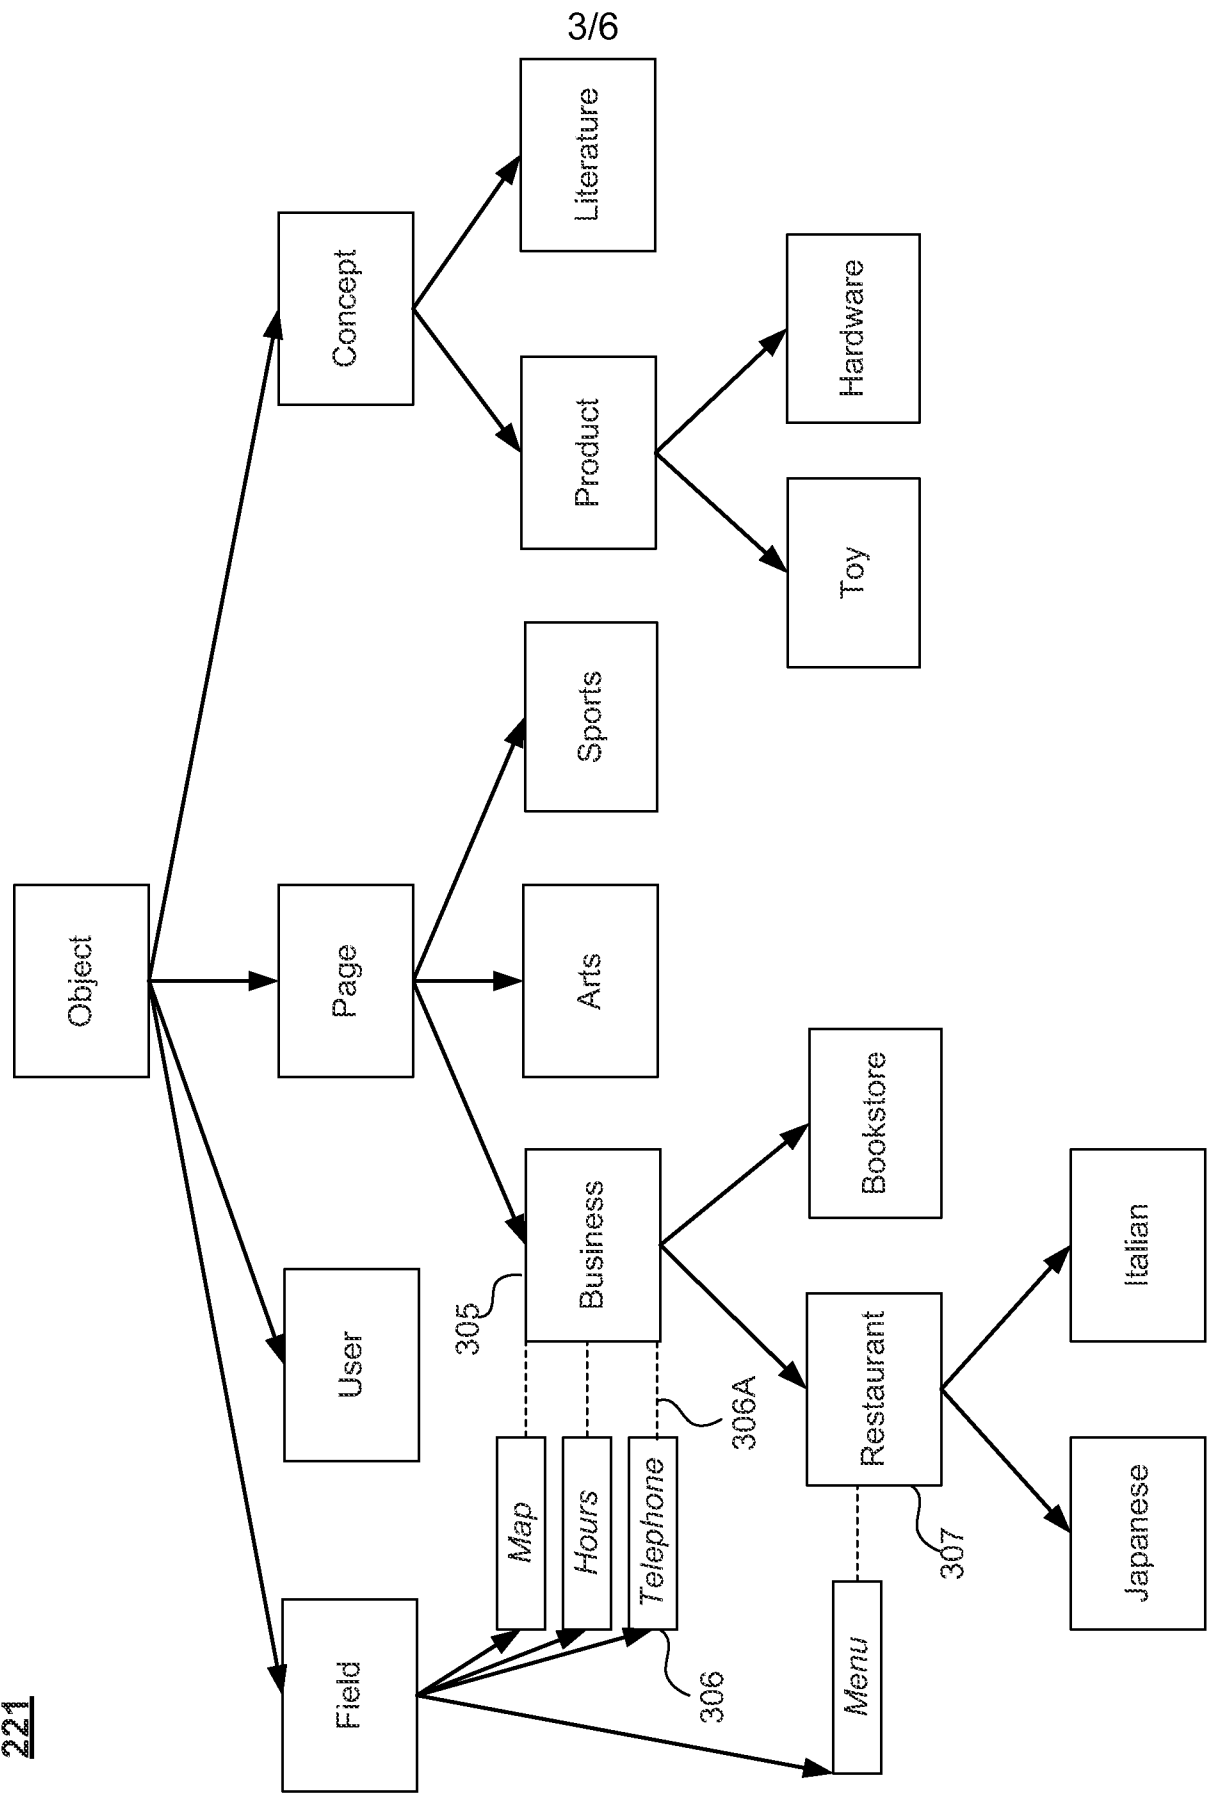 3/6
221
Object
Field
User
Page
Concept
Map
Hours
Telephone
306
306A
305
Business
Arts
Sports
Product
Literature
Menu
307
Restaurant
Bookstore
Toy
Hardware
Japanese
Italian